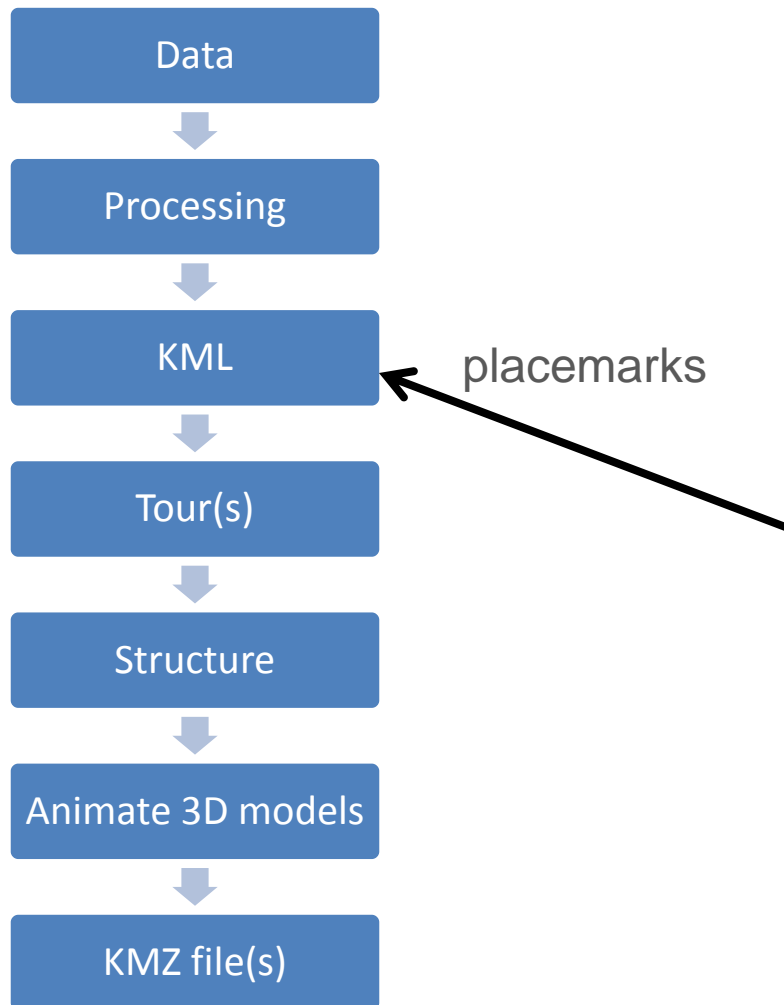 Data
Processing
KML
placemarks
Tour(s)
Structure
Animate 3D models
KMZ file(s)